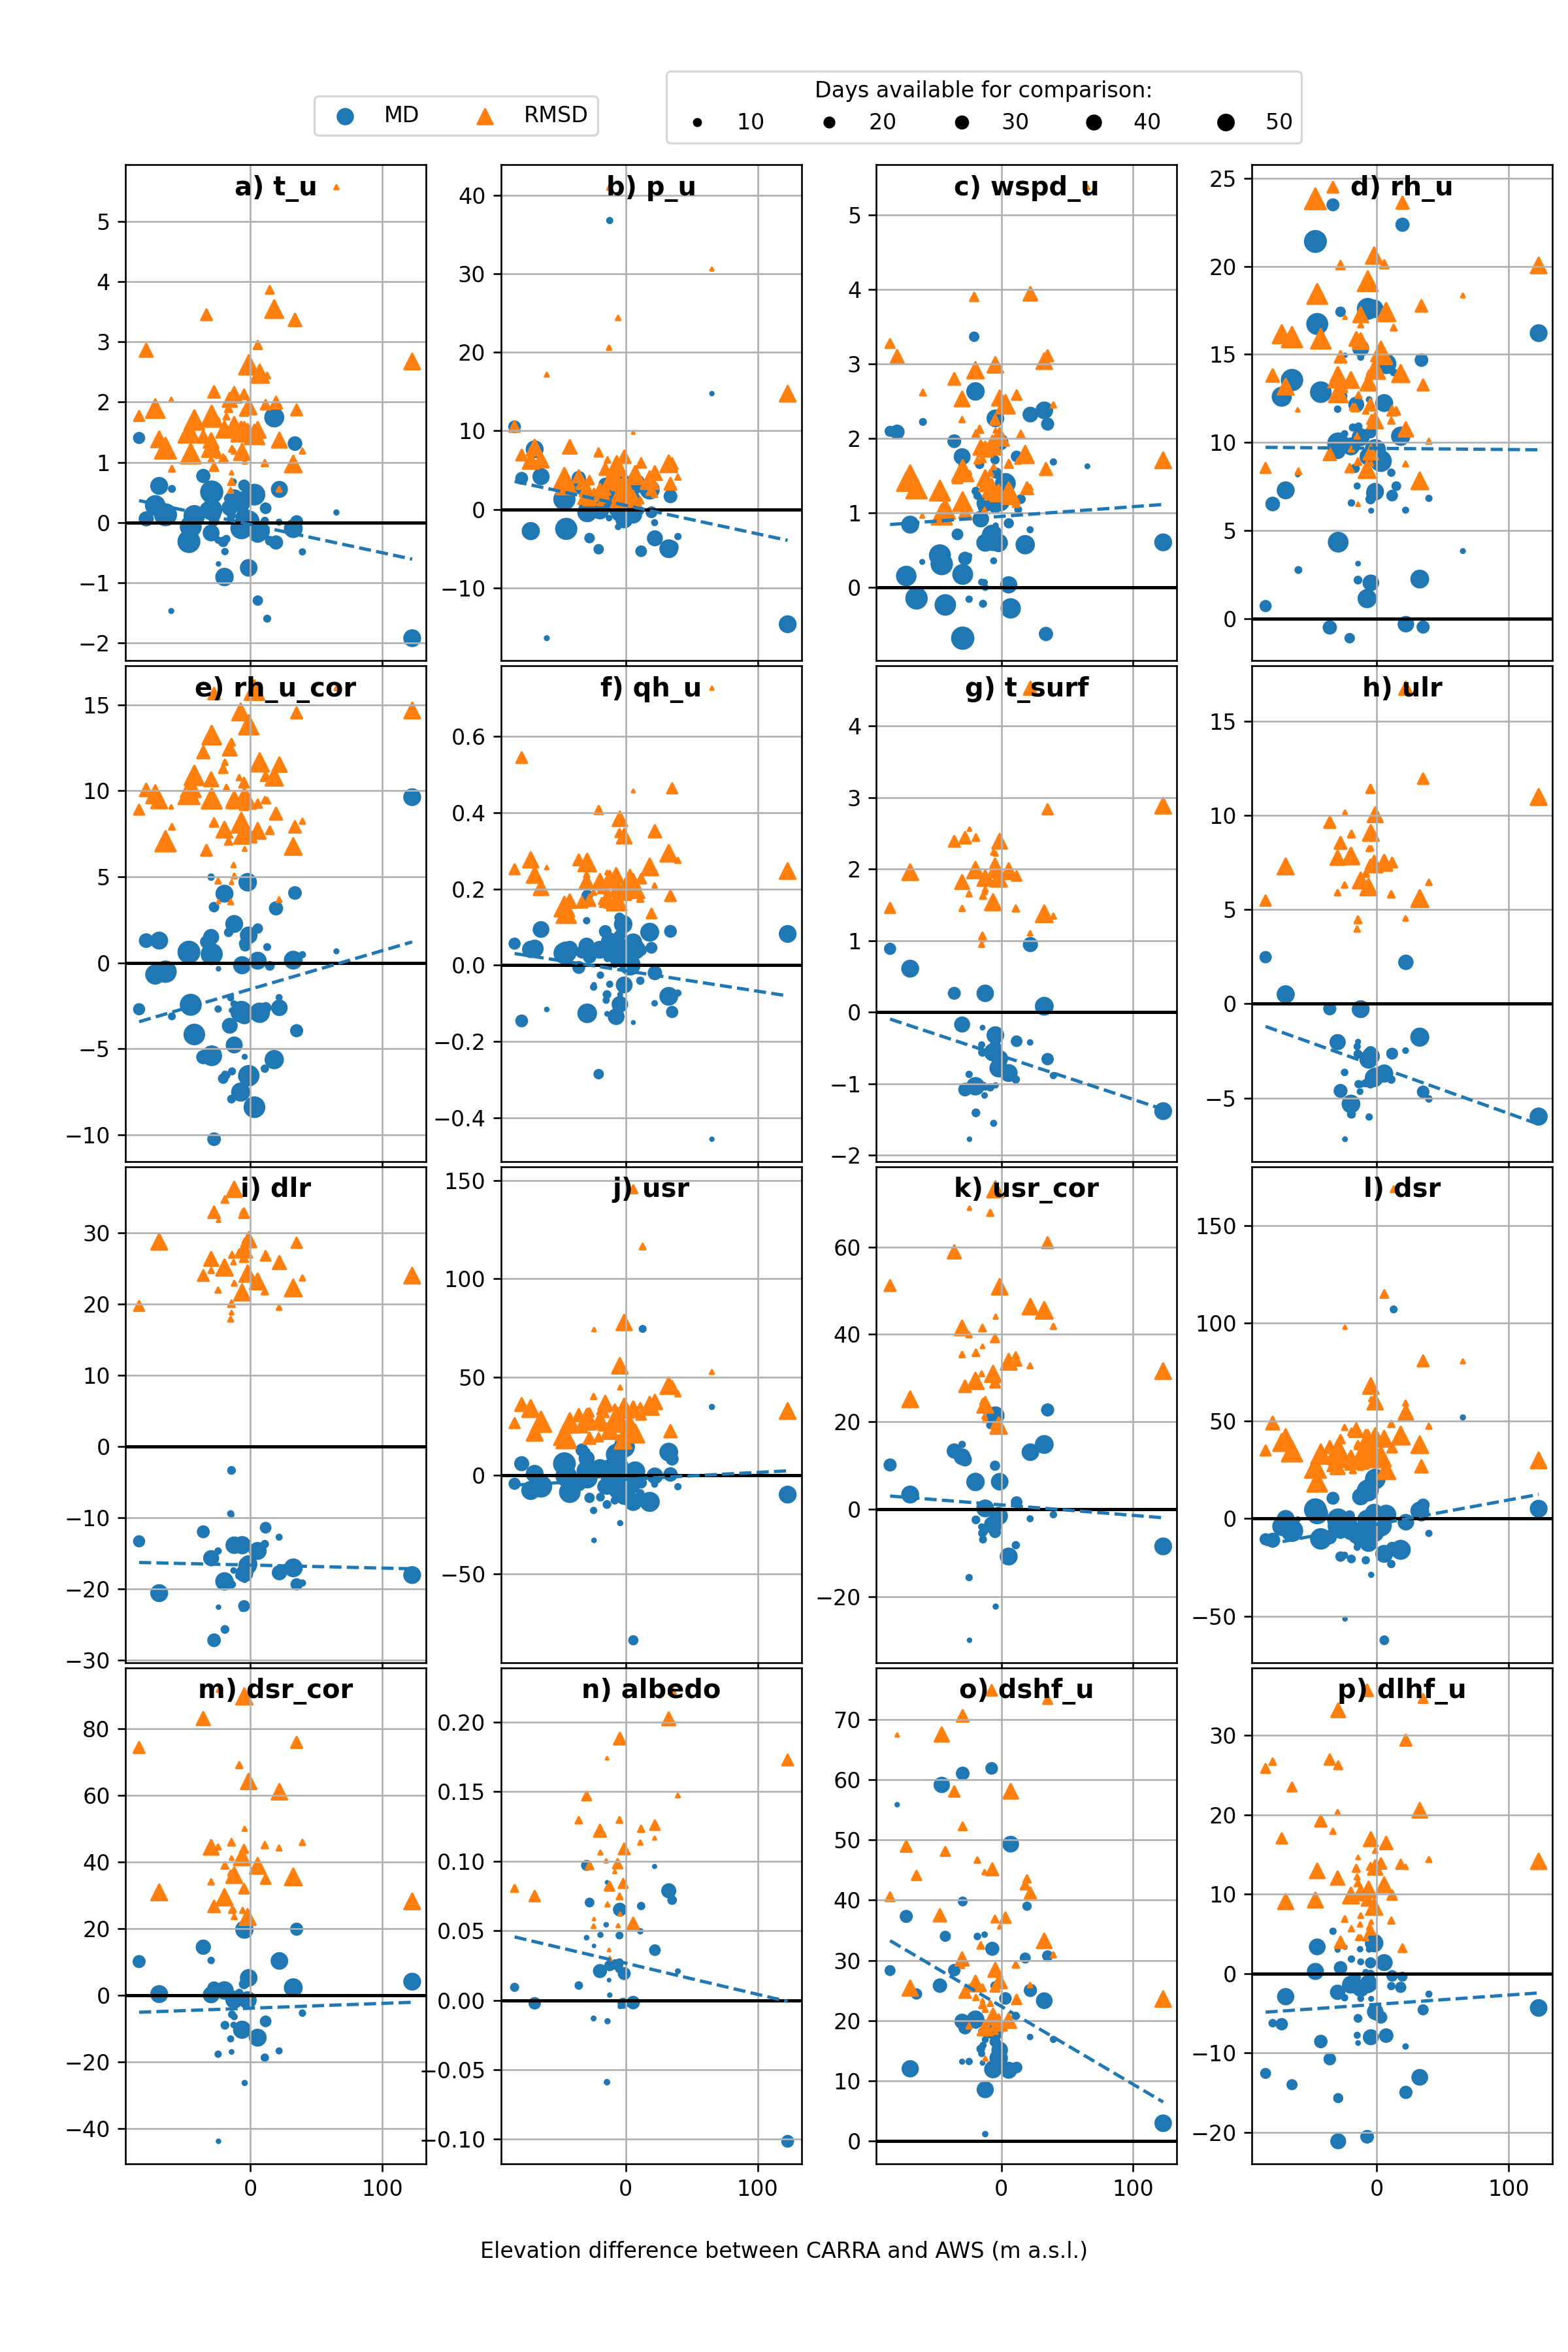 MD RMSD
Days available for comparison:
10 20 30 40 50
a) t_u b) p_u c) wspd_u d) rh_u
5 4 3 2 1 0 −1 −2
40 30 20 10 0 −10
5 4 3 2 1 0
25 20 15 10 5 0
e) rh_u_cor f) qh_u g) t_surf h) ulr
15 10 5 0 −5 −10
0.6 0.4 0.2 0.0 −0.2 −0.4
4 3 2 1 0 −1 −2
15 10 5 0 −5
i) dlr j) usr k) usr_cor l) dsr
30 20 10 0 −10 −20 −30
150 100 50 0 −50
60 40 20 0 −20
150 100 50 0 −50
m) dsr_cor n) albedo o) dshf_u p) dlhf_u
80 60 40 20 0 −20 −40
0.20 0.15 0.10 0.05 0.00 −0.05 −0.10
70 60 50 40 30 20 10 0
30 20 10 0 −10 −20
0 100 0 100 0 100 0 100
Elevation difference between CARRA and AWS (m a.s.l.)